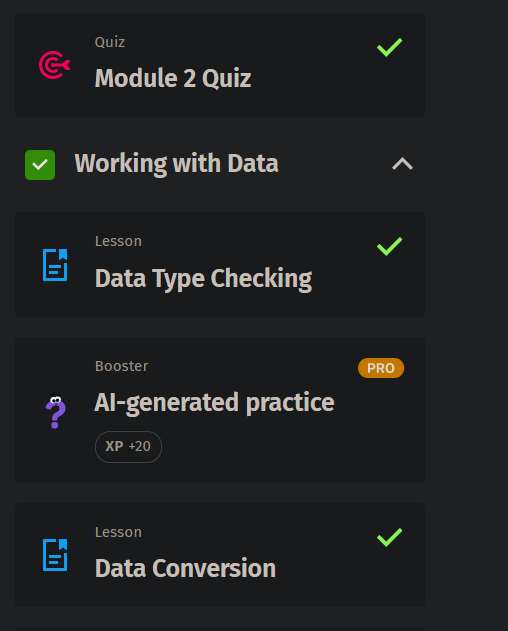 Quiz
Module 2 Quiz
Working with Data
Lesson
Data Type Checking
Booster
PRO
AI-generated practice
XP +20
Lesson
Data Conversion